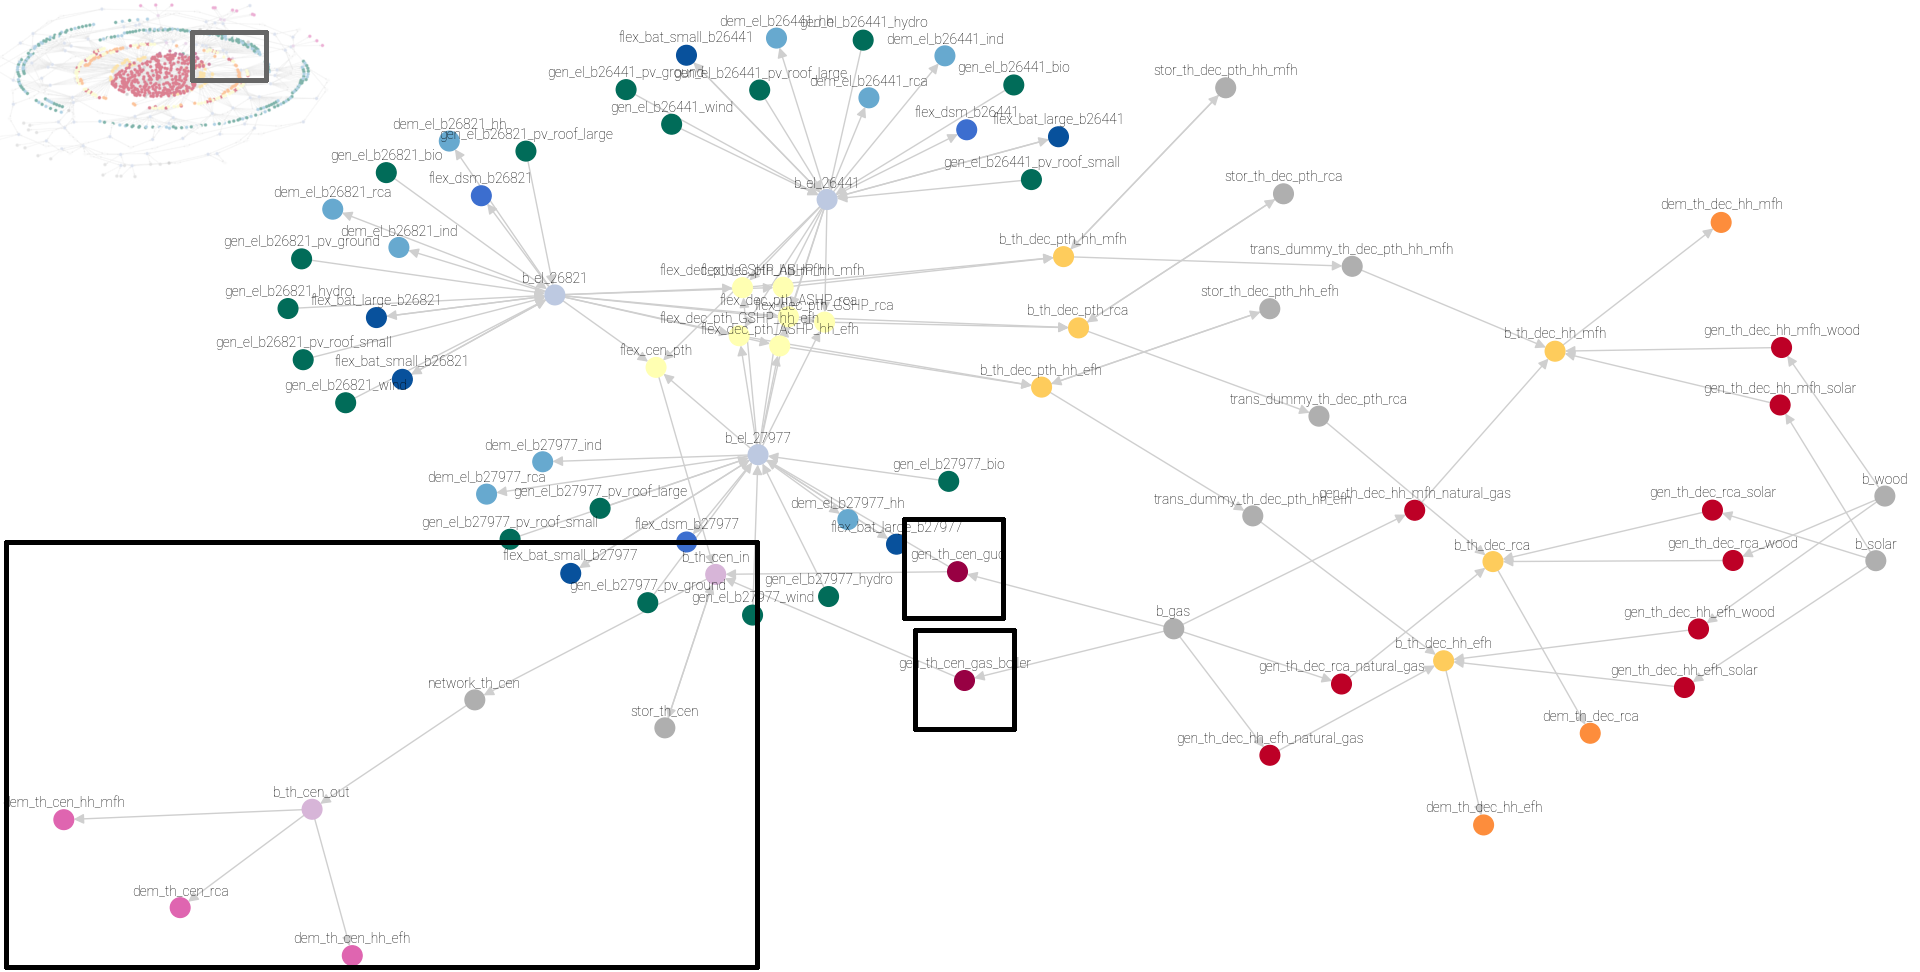 dem_el_b26441_hh
gen_el_b26441_hydro
flex_bat_small_b26441
dem_el_b26441_ind
gen_el_b26441_pv_ground
gen_el_b26441_pv_roof_large
gen_el_b26441_bio
stor_th_dec_pth_hh_mfh
dem_el_b26441_rca
gen_el_b26441_wind
flex_dsm_b26441
flex_bat_large_b26441
dem_el_b26821_hh
gen_el_b26821_pv_roof_large
gen_el_b26821_bio
gen_el_b26441_pv_roof_small
flex_dsm_b26821
b_el_26441
stor_th_dec_pth_rca
dem_el_b26821_rca
dem_th_dec_hh_mfh
dem_el_b26821_ind
gen_el_b26821_pv_ground
b_th_dec_pth_hh_mfh
trans_dummy_th_dec_pth_hh_mfh
b_el_26821
flex_dec_pth_GSHP_hh_mfh
flex_dec_pth_ASHP_hh_mfh
gen_el_b26821_hydro
flex_bat_large_b26821
flex_dec_pth_ASHP_rca
flex_dec_pth_GSHP_rca
stor_th_dec_pth_hh_efh
b_th_dec_pth_rca
flex_dec_pth_GSHP_hh_efh
flex_dec_pth_ASHP_hh_efh
b_th_dec_hh_mfh
gen_th_dec_hh_mfh_wood
gen_el_b26821_pv_roof_small
flex_bat_small_b26821
flex_cen_pth
b_th_dec_pth_hh_efh
gen_el_b26821_wind
gen_th_dec_hh_mfh_solar
trans_dummy_th_dec_pth_rca
b_el_27977
dem_el_b27977_ind
gen_el_b27977_bio
dem_el_b27977_rca
gen_el_b27977_pv_roof_large
b_wood
dem_el_b27977_hh
trans_dummy_th_dec_pth_hh_efh
gen_th_dec_hh_mfh_natural_gas
gen_th_dec_rca_solar
gen_el_b27977_pv_roof_small
flex_dsm_b27977
flex_bat_large_b27977
flex_bat_small_b27977
b_th_cen_in
gen_th_cen_gud
b_th_dec_rca
gen_th_dec_rca_wood
b_solar
gen_el_b27977_pv_ground
gen_el_b27977_hydro
gen_el_b27977_wind
b_gas
gen_th_dec_hh_efh_wood
gen_th_cen_gas_boiler
b_th_dec_hh_efh
gen_th_dec_rca_natural_gas
gen_th_dec_hh_efh_solar
network_th_cen
stor_th_cen
dem_th_dec_rca
gen_th_dec_hh_efh_natural_gas
b_th_cen_out
dem_th_cen_hh_mfh
dem_th_dec_hh_efh
dem_th_cen_rca
dem_th_cen_hh_efh